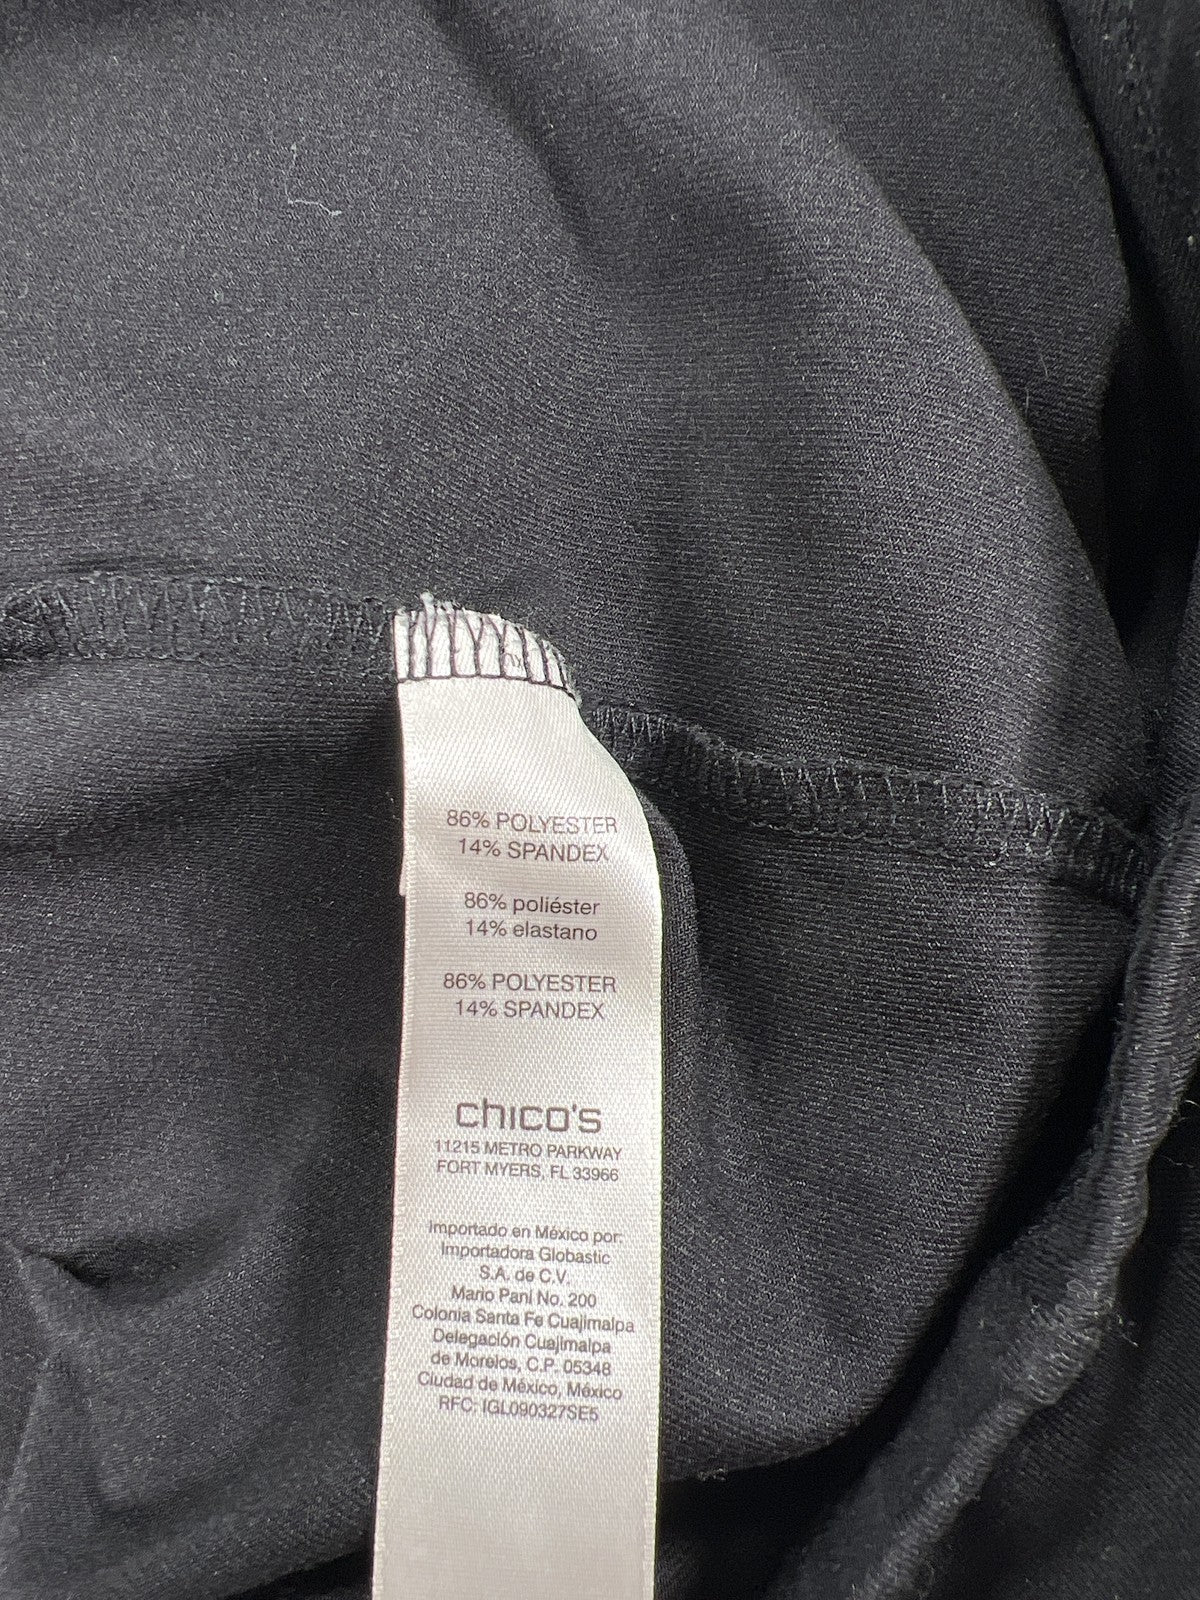 86% POLYESTER
14% SPANDEX
86% poliéster
14% elastano
86% POLYESTER
14% SPANDEX
chico's
11215 METRO PARKWAY
FORT MYERS, FL 33966
Importado en México por:
Importadora Globastic
S.A. de C.V.
Mario Pani No. 200
Colonia Santa Fe Cuajimalpa
Delegación Cuajimalpa
de Morelos, C.P. 05348
Ciudad de México, México
RFC: IGL090327SE5